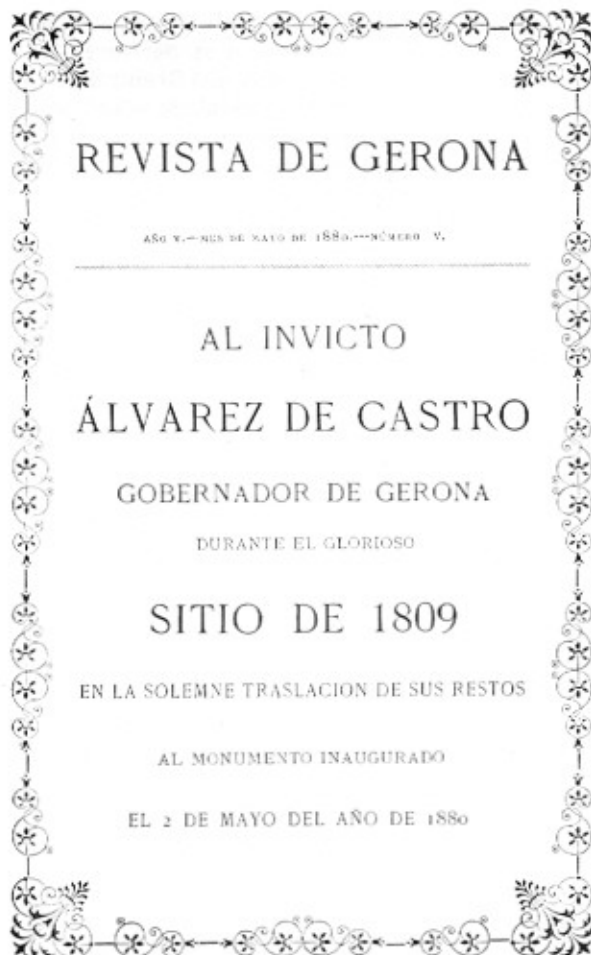 REVISTA DE GERONA
AÑO V.—MES DE MAYO DE 1880.---NÚMERO V.
AL INVICTO
ÁLVAREZ DE CASTRO
GOBERNADOR DE GERONA
DURANTE EL GLORIOSO
SITIO DE 1809
EN LA SOLEMNE TRASLACION DE SUS RESTOS
AL MONUMENTO INAUGURADO
EL 2 DE MAYO DEL AÑO DE 1880